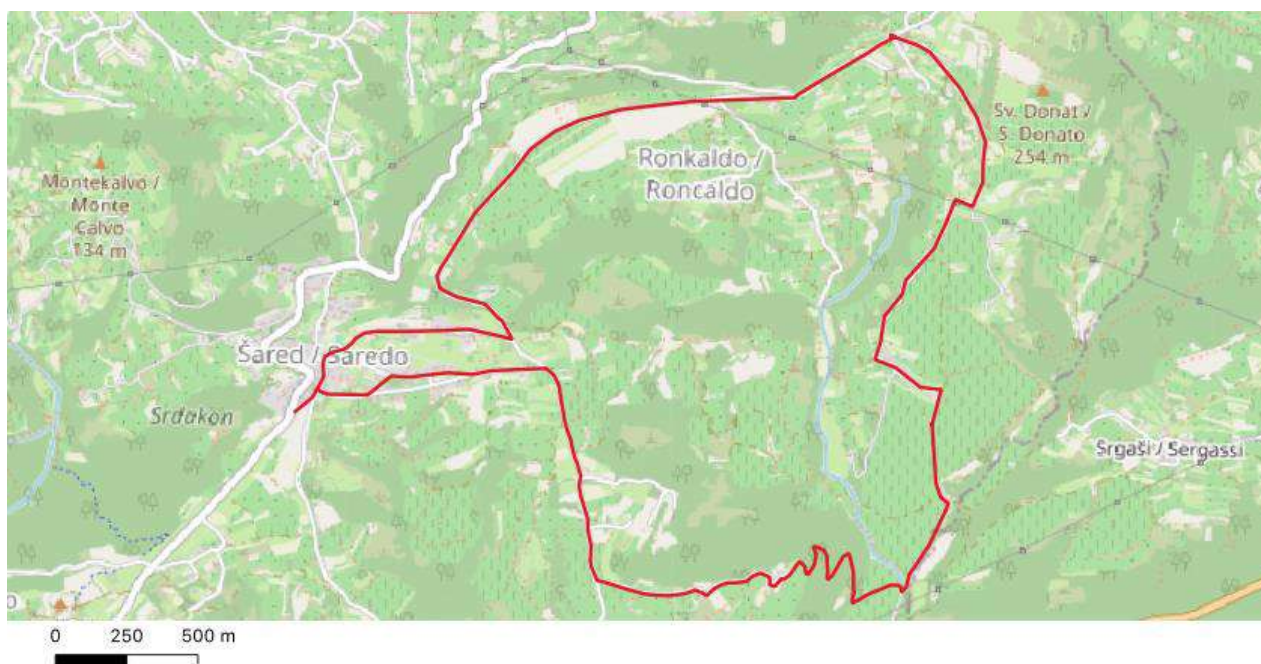 Sv. Donat /
S. Donato
254 m
Ronkaldo /
Roncaldo
Montekalvo /
Monte
Calvo
134 m
Šared / Saredo
Srdakon
Srgaši / Sergassi
o
0 250 500 m